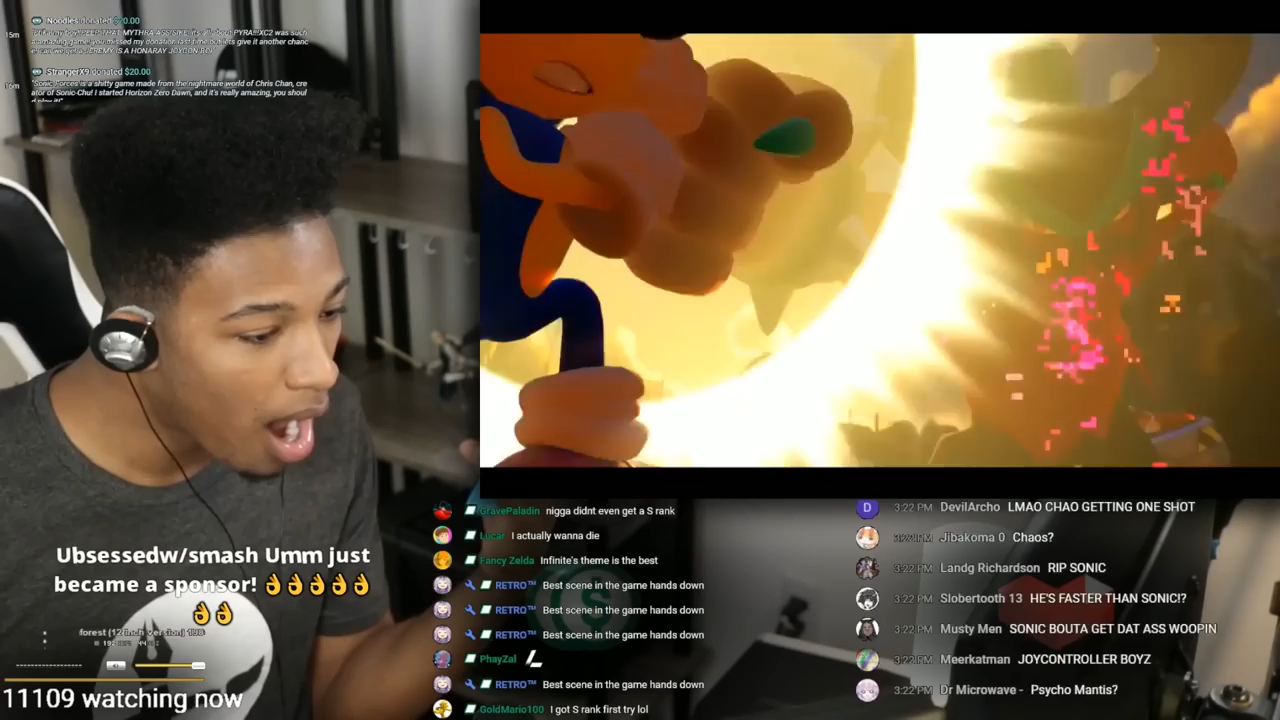 Noodles donated $20.00
15m
StrangerX9 donated $20.00
16m
"Sonic Forces is a shitty game made from the nightmare world of Chris Chan, cre
ator of Sonic-Chu! I started Horizon Zero Dawn, and it's really amazing, you shoul
d play it!"
Ubsessedw/smash Umm just
became a sponsor! 👌👌👌👌👌
👌👌
11109 watching now
GravePaladin nigga didnt even get a S rank
Lucar I actually wanna die
Fancy Zelda Infinite's theme is the best
RETRO™ Best scene in the game hands down
RETRO™ Best scene in the game hands down
RETRO™ Best scene in the game hands down
PhayZal
RETRO™ Best scene in the game hands down
GoldMario100 I got S rank first try lol
D 3:22 PM DevilArcho LMAO CHAO GETTING ONE SHOT
3:22 PM Jibakoma 0 Chaos?
3:22 PM Landg Richardson RIP SONIC
3:22 PM Slobertooth 13 HE'S FASTER THAN SONIC!?
3:22 PM Musty Men SONIC BOUTA GET DAT ASS WOOPIN
3:22 PM Meerkatman JOYCONTROLLER BOYZ
3:22 PM Dr Microwave - Psycho Mantis?